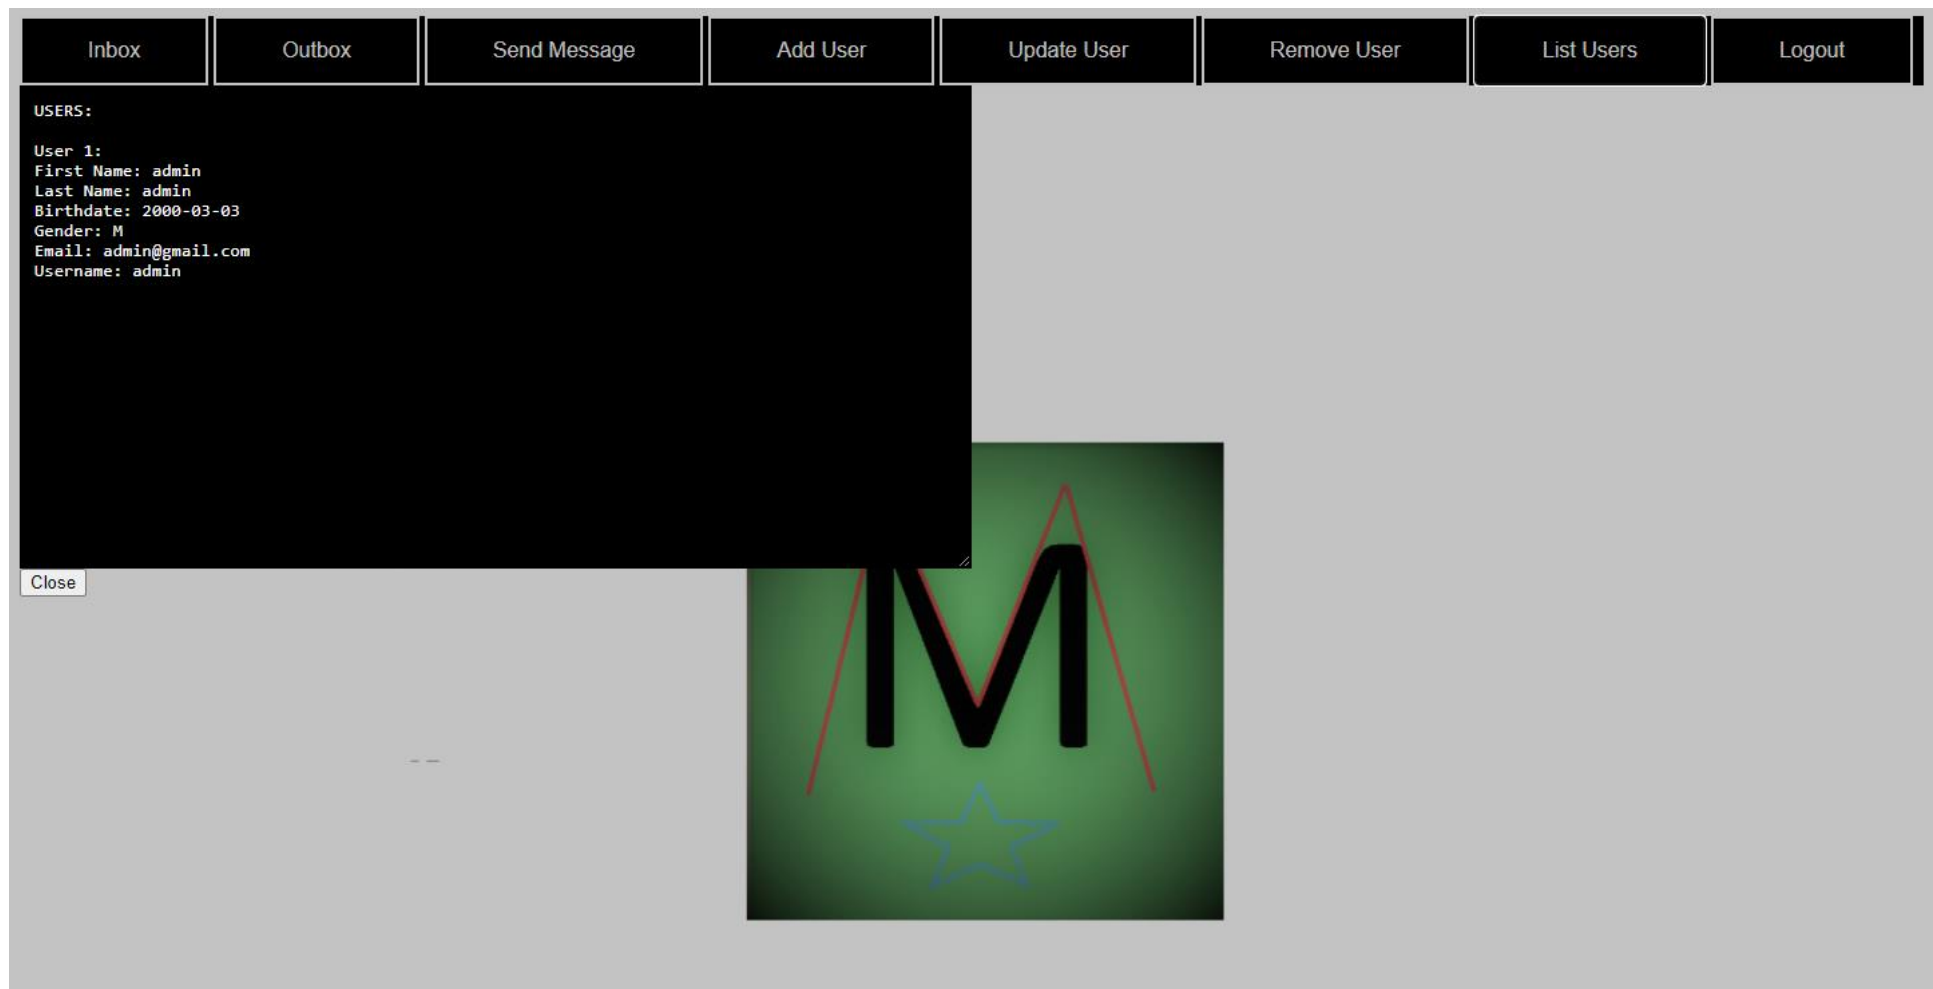 Inbox Outbox Send Message Add User Update User Remove User List Users Logout
USERS:
User 1:
First Name: admin
Last Name: admin
Birthdate: 2000-03-03
Gender: M
Email: admin@gmail.com
Username: admin
Close
M